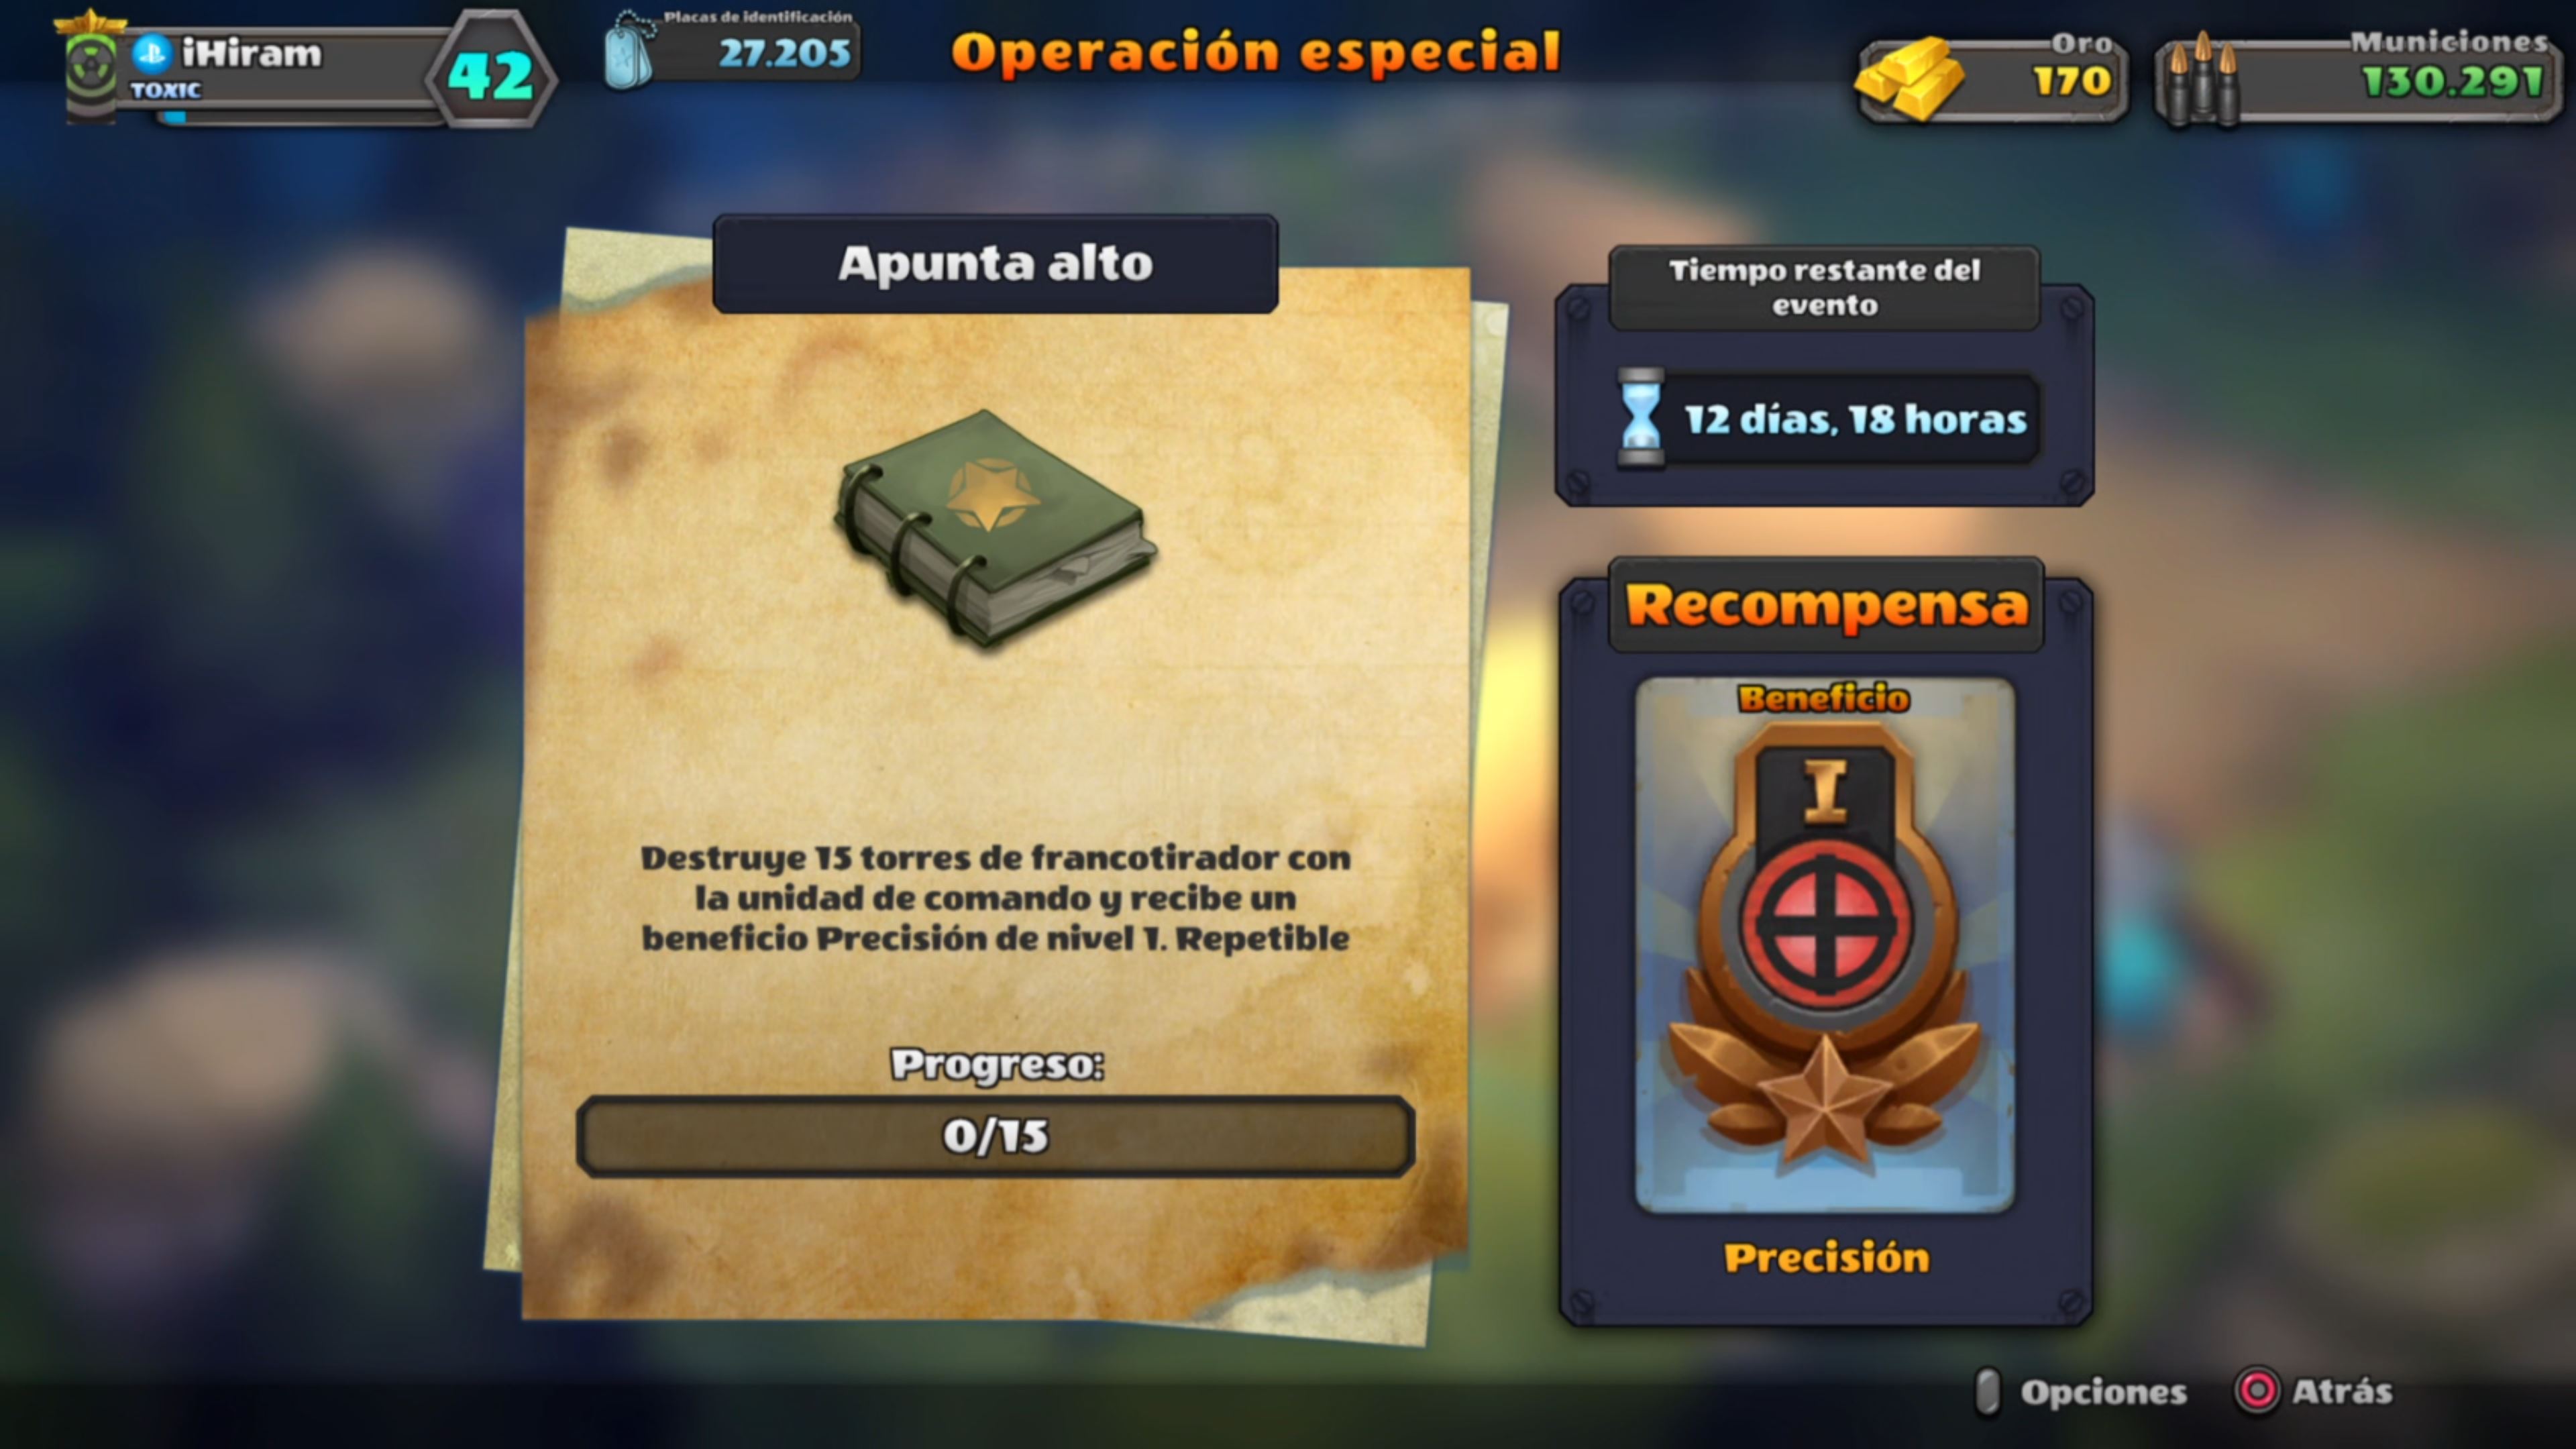 iHiram
TOXIC
42
Placas de identificación
27.205
Operación especial
Oro
170
Municiones
130.291
Apunta alto
Destruye 15 torres de francotirador con
la unidad de comando y recibe un
beneficio Precisión de nivel 1. Repetible
Progreso:
0/15
Tiempo restante del
evento
12 días, 18 horas
Recompensa
Beneficio
I
Precisión
Opciones
Atrás